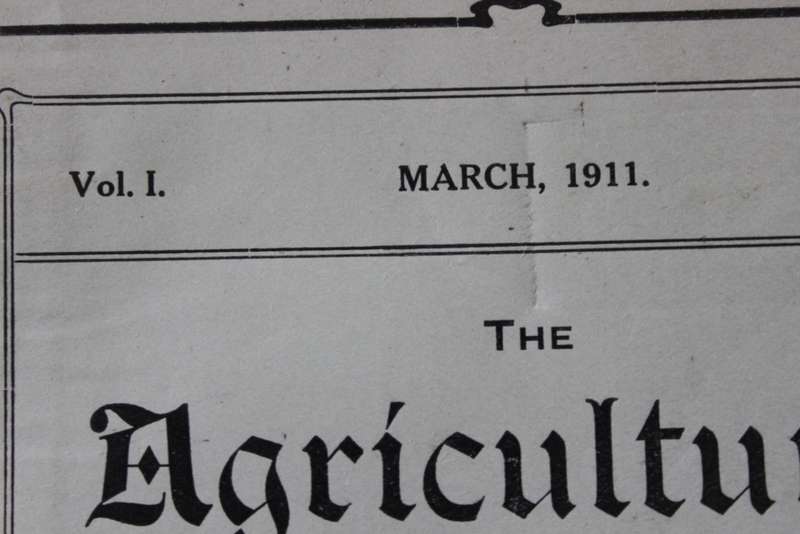 Vol. I. MARCH, 1911.
THE
Agricultu